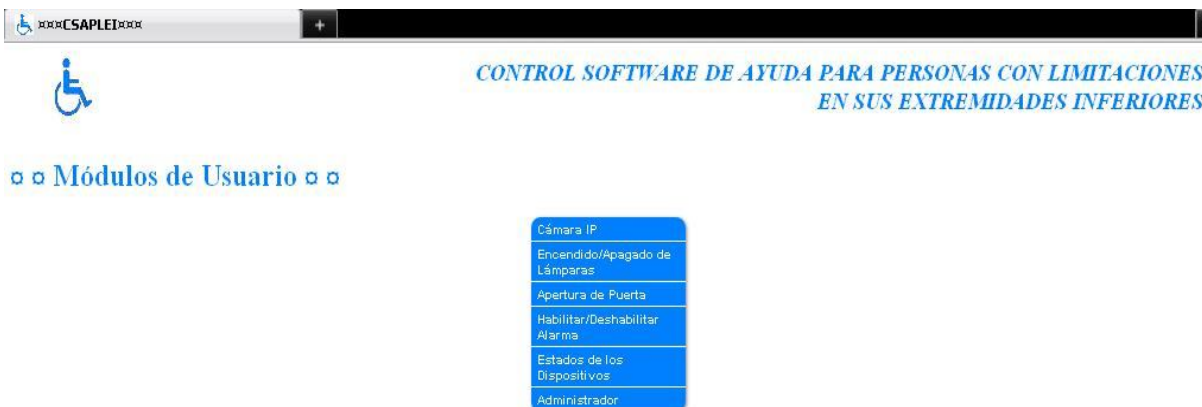 ¤¤¤CSAPLEI¤¤¤
+
CONTROL SOFTWARE DE AYUDA PARA PERSONAS CON LIMITACIONES
EN SUS EXTREMIDADES INFERIORES
¤ ¤ Módulos de Usuario ¤ ¤
Cámara IP
Encendido/Apagado de
Lámparas
Apertura de Puerta
Habilitar/Deshabilitar
Alarma
Estados de los
Dispositivos
Administrador